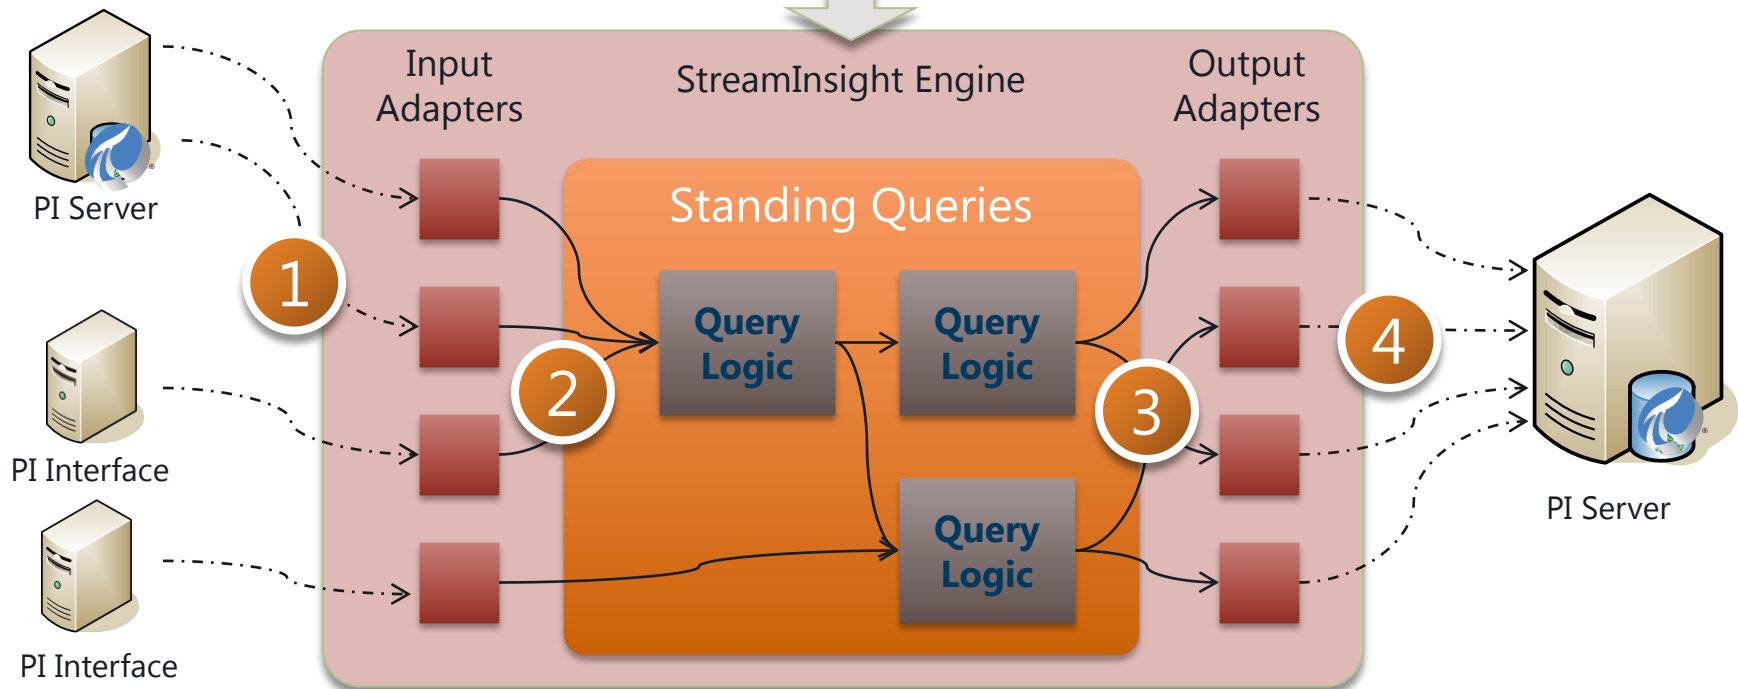 Input
Adapters
StreamInsight Engine
Output
Adapters
PI Server
Standing Queries
1
Query
Logic
Query
Logic
2
3
4
PI Interface
Query
Logic
PI Server
PI Interface